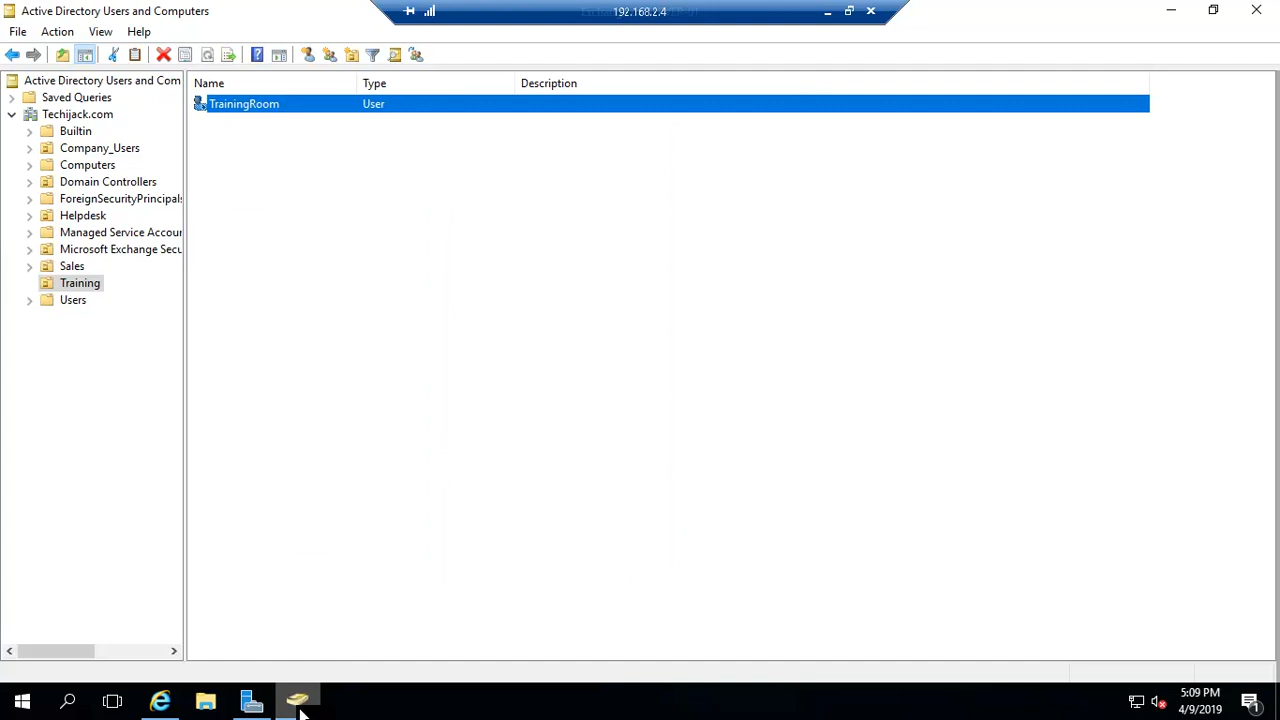 Active Directory Users and Computers
192.168.2.4
File Action View Help
Active Directory Users and Com
Saved Queries
Techijack.com
Builtin
Company_Users
Computers
Domain Controllers
ForeignSecurityPrincipals
Helpdesk
Managed Service Accour
Microsoft Exchange Secu
Sales
Training
Users
Name Type Description
TrainingRoom User
5:09 PM
4/9/2019
1